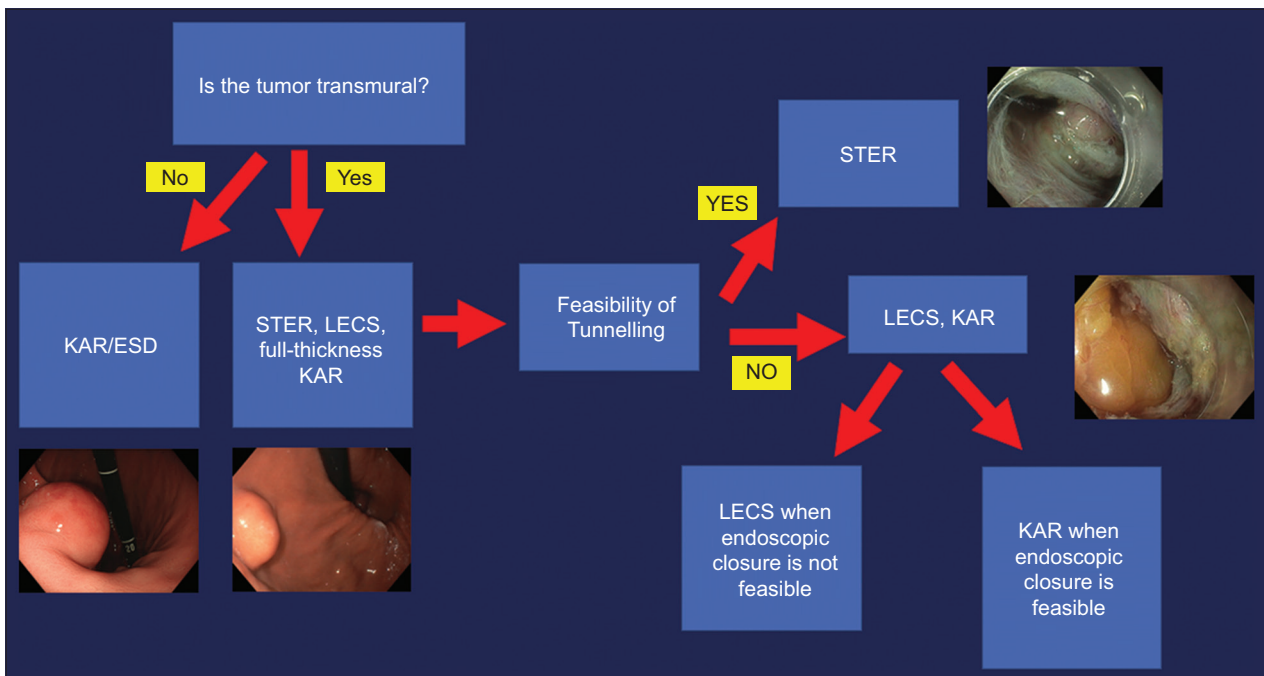 Is the tumor transmural?
No
Yes
KAR/ESD
STER, LECS,
full-thickness
KAR
Feasibility of
Tunnelling
YES
STER
NO
LECS, KAR
LECS when
endoscopic
closure is not
feasible
KAR when
endoscopic
closure is
feasible